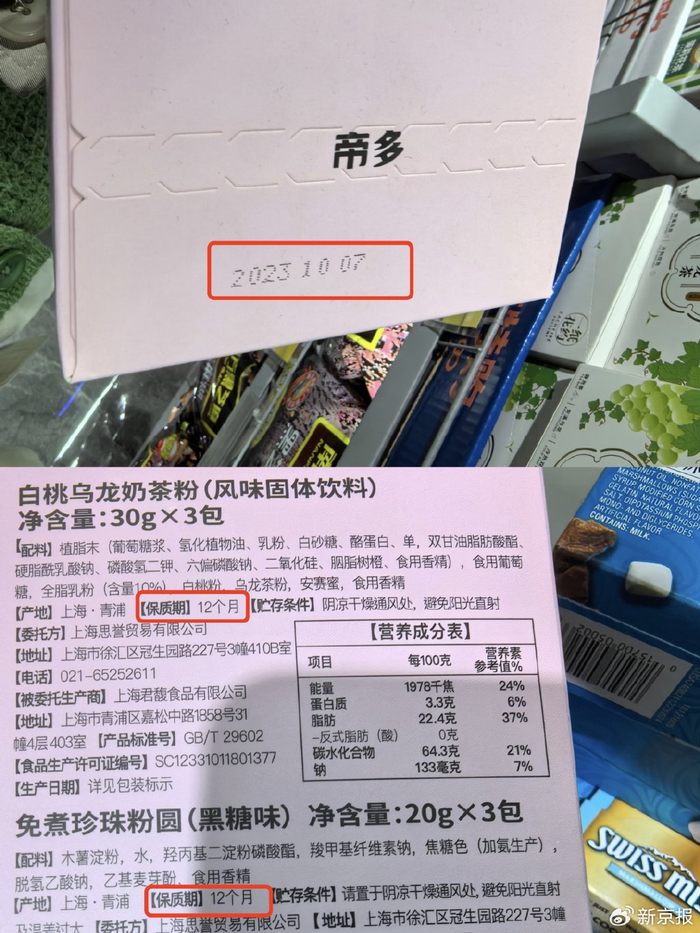 帝多
2023 10 07
白桃乌龙奶茶粉（风味固体饮料）
净含量：30g×3包
【配料】植脂末（葡萄糖浆、氢化植物油、乳粉、白砂糖、酪蛋白、单，双甘油脂肪酸酯、
硬脂酰乳酸钠、磷酸氢二钾、六偏磷酸钠、二氧化硅、胭脂树橙、食用香精），食用葡萄
糖，全脂乳粉（含量10%），白桃粉，乌龙茶粉，安赛蜜，食用香精
【产地】上海·青浦 【保质期】12个月 【贮存条件】阴凉干燥通风处，避免阳光直射
【委托方】上海思誉贸易有限公司
【地址】上海市徐汇区冠生园路227号3幢410B室
【电话】021-65252611
【被委托生产商】上海君馥食品有限公司
【地址】上海市青浦区嘉松中路1858号31
幢4层403室 【产品标准号】GB/T 29602
【食品生产许可证编号】SC12331011801377
【生产日期】详见包装标示
【营养成分表】
项目 每100克 营养素参考值%
能量 1978千焦 24%
蛋白质 3.3克 6%
脂肪 22.4克 37%
–反式脂肪（酸） 0克
碳水化合物 64.3克 21%
钠 133毫克 7%
免煮珍珠粉圆（黑糖味） 净含量：20g×3包
【配料】木薯淀粉，水，羟丙基二淀粉磷酸酯，羧甲基纤维素钠，焦糖色（加氨生产），
脱氢乙酸钠，乙基麦芽酚，食用香精
【产地】上海·青浦 【保质期】12个月 【贮存条件】请置于阴凉干燥通风处，避免阳光直射
及温差过大 【委托方】上海思誉贸易有限公司 【地址】上海市徐汇区冠生园路227号3幢
MARSHMALLOWS (SUGAR
SYRUP, MODIFIED CORN S
GELATIN, NATURAL FLAVOR
SALT, DISODIUM PHOSPH
MONO- AND DIGLYCERIDES
ARTIFICIAL FLAVOR
CONTAINS: MILK.
SWISS MI
新京报